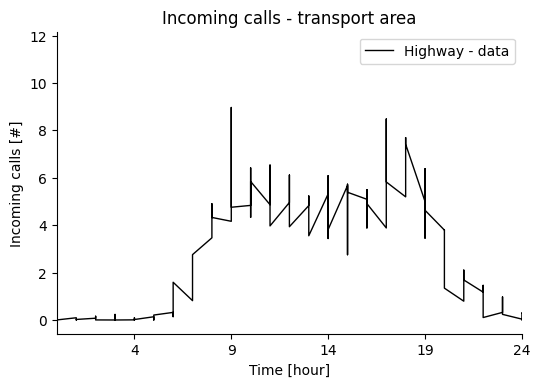 Incoming calls - transport area
Highway - data
Incoming calls [#]
12
10
8
6
4
2
0
4 9 14 19 24
Time [hour]